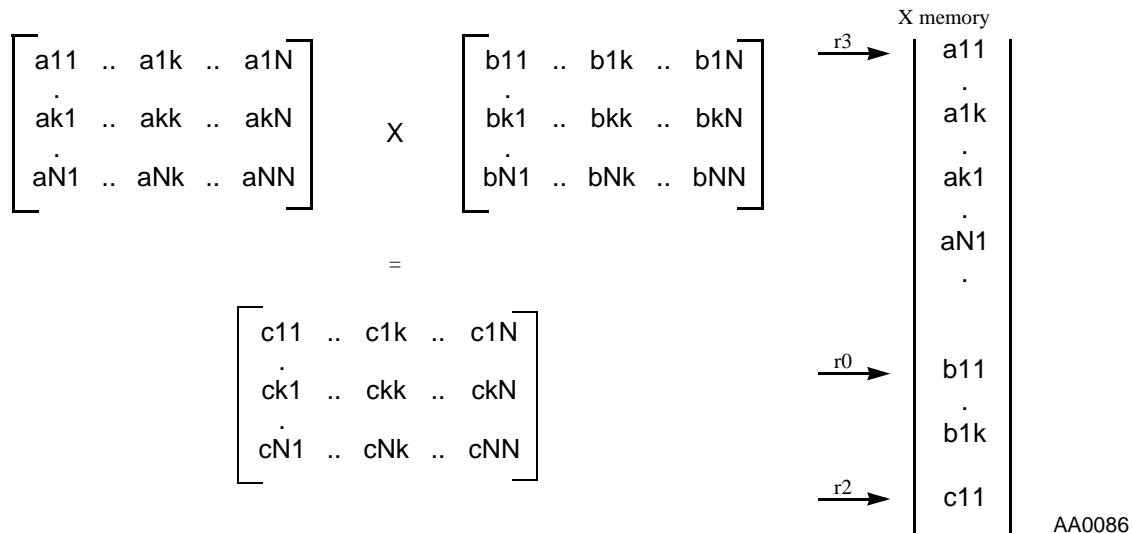 a11 .. a1k .. a1N
.
ak1 .. akk .. akN
.
aN1 .. aNk .. aNN
X
b11 .. b1k .. b1N
.
bk1 .. bkk .. bkN
.
bN1 .. bNk .. bNN
=
c11 .. c1k .. c1N
.
ck1 .. ckk .. ckN
.
cN1 .. cNk .. cNN
X memory
r3 a11
.
a1k
.
ak1
.
aN1
.
r0 b11
.
b1k
r2 c11
AA0086